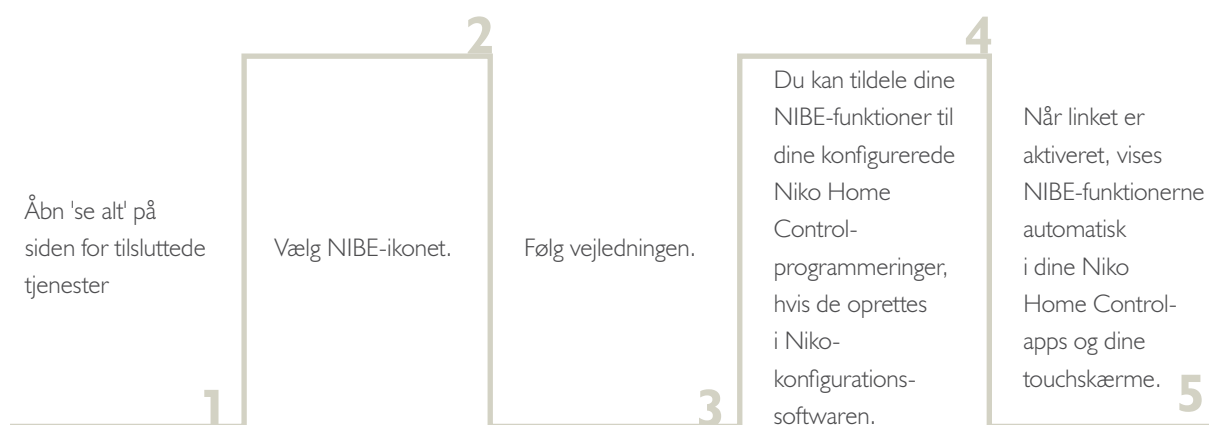 1
Åbn 'se alt' på
siden for tilsluttede
tjenester
2
Vælg NIBE-ikonet.
3
Følg vejledningen.
4
Du kan tildele dine
NIBE-funktioner til
dine konfigurerede
Niko Home
Control-
programmeringer,
hvis de oprettes
i Niko-
konfigurations-
softwaren.
5
Når linket er
aktiveret, vises
NIBE-funktionerne
automatisk
i dine Niko
Home Control-
apps og dine
touchskærme.